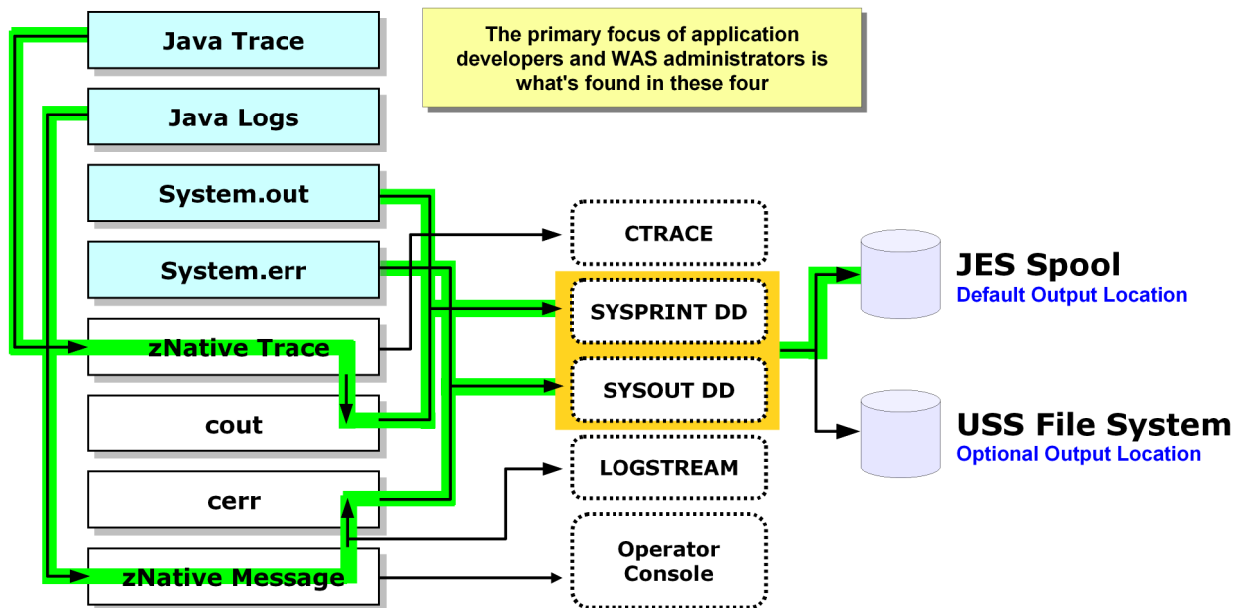 Java Trace
The primary focus of application
developers and WAS administrators is
what's found in these four
Java Logs
System.out
System.err
zNative Trace
cout
cerr
zNative Message
CTRACE
SYSPRINT DD
SYSOUT DD
LOGSTREAM
Operator
Console
JES Spool
Default Output Location
USS File System
Optional Output Location